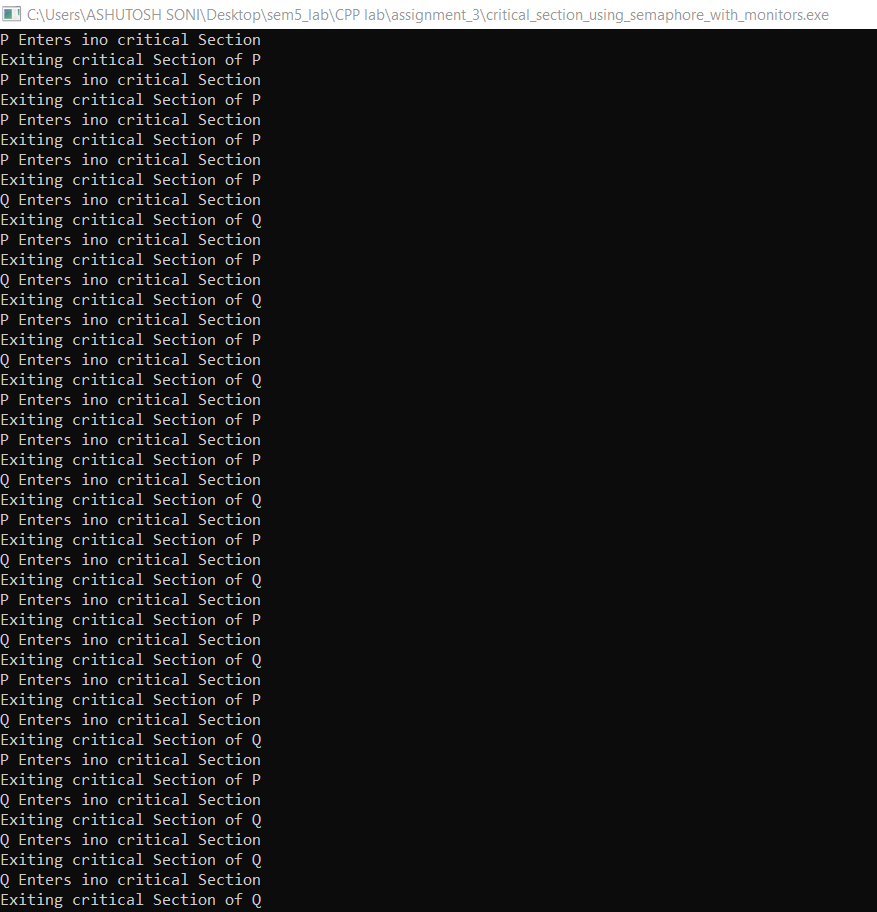 C:\Users\ASHUTOSH SONI\Desktop\sem5_lab\CPP lab\assignment_3\critical_section_using_semaphore_with_monitors.exe
P Enters ino critical Section
Exiting critical Section of P
P Enters ino critical Section
Exiting critical Section of P
P Enters ino critical Section
Exiting critical Section of P
P Enters ino critical Section
Exiting critical Section of P
Q Enters ino critical Section
Exiting critical Section of Q
P Enters ino critical Section
Exiting critical Section of P
Q Enters ino critical Section
Exiting critical Section of Q
P Enters ino critical Section
Exiting critical Section of P
Q Enters ino critical Section
Exiting critical Section of Q
P Enters ino critical Section
Exiting critical Section of P
P Enters ino critical Section
Exiting critical Section of P
Q Enters ino critical Section
Exiting critical Section of Q
P Enters ino critical Section
Exiting critical Section of P
Q Enters ino critical Section
Exiting critical Section of Q
P Enters ino critical Section
Exiting critical Section of P
Q Enters ino critical Section
Exiting critical Section of Q
P Enters ino critical Section
Exiting critical Section of P
Q Enters ino critical Section
Exiting critical Section of Q
P Enters ino critical Section
Exiting critical Section of P
Q Enters ino critical Section
Exiting critical Section of Q
Q Enters ino critical Section
Exiting critical Section of Q
Q Enters ino critical Section
Exiting critical Section of Q